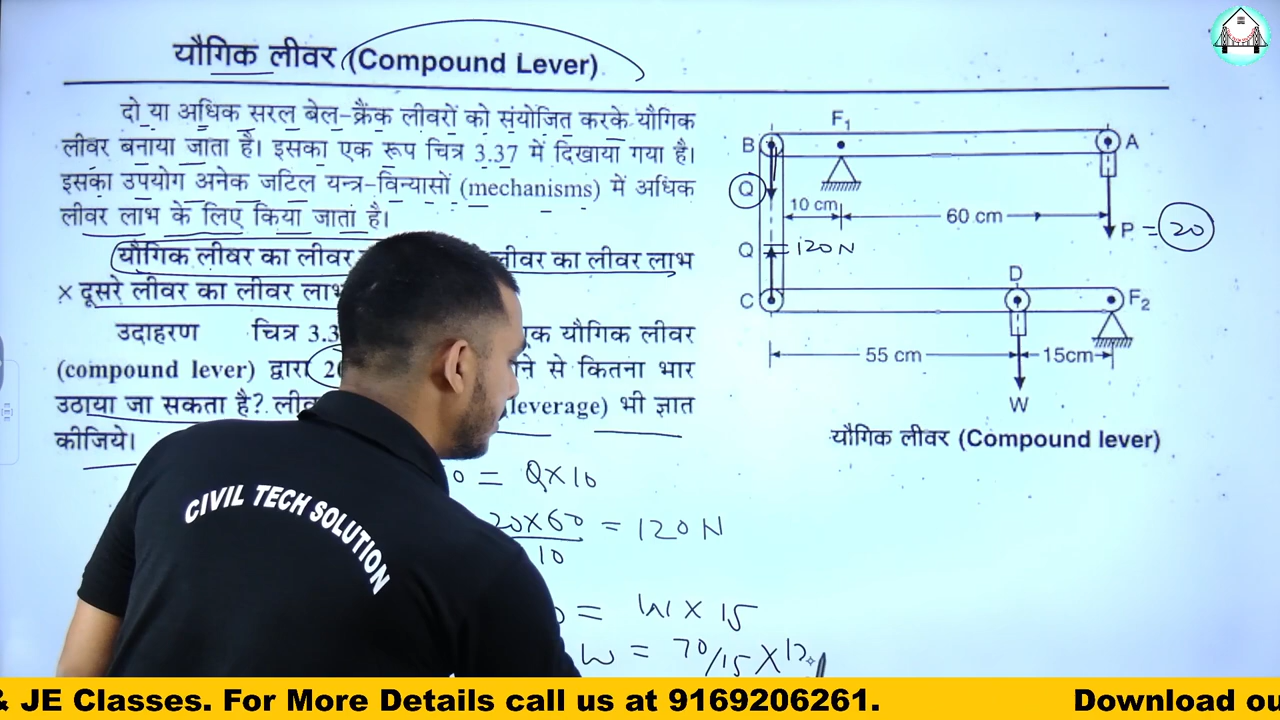 यौगिक लीवर (Compound Lever)
दो या अधिक सरल बेल-क्रैंक लीवरों को संयोजित करके यौगिक
लीवर बनाया जाता है। इसका एक रूप चित्र 3.37 में दिखाया गया है।
इसका उपयोग अनेक जटिल यन्त्र-विन्यासों (mechanisms) में अधिक
लीवर लाभ के लिए किया जाता है।
यौगिक लीवर का लीवर लीवर का लीवर लाभ
× दूसरे लीवर का लीवर लाभ
उदाहरण चित्र 3.3 यौगिक लीवर
(compound lever) द्वारा से कितना भार
उठाया जा सकता है? (leverage) भी ज्ञात
कीजिये।
= Q×10
20×60 = 120 N
10
= W × 15
W = 70/15 ×
B F1 A
Q
10 cm 60 cm
P = 20
Q = 120 N
C D F2
55 cm 15cm
W
यौगिक लीवर (Compound lever)
CIVIL TECH SOLUTION
& JE Classes. For More Details call us at 9169206261. Download